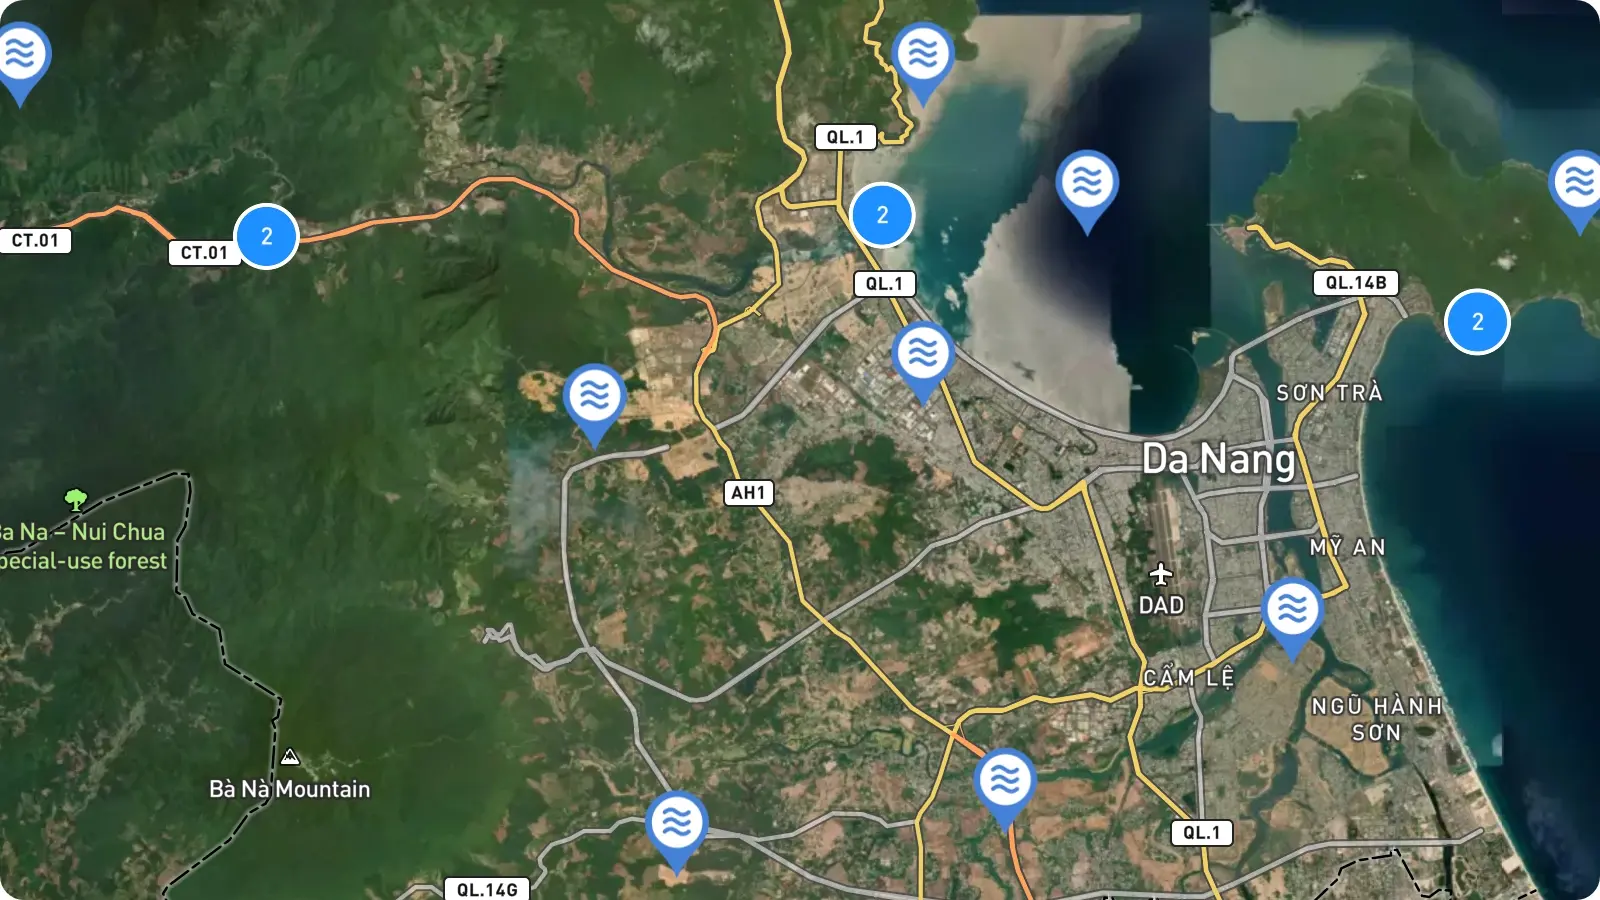 QL.1
CT.01
CT.01
2
2
QL.1
QL.14B
2
SƠN TRÀ
Da Nang
AH1
Ba Na – Nui Chua
special-use forest
MỸ AN
DAD
CẨM LỆ
NGŨ HÀNH
SƠN
Bà Nà Mountain
QL.1
QL.14G